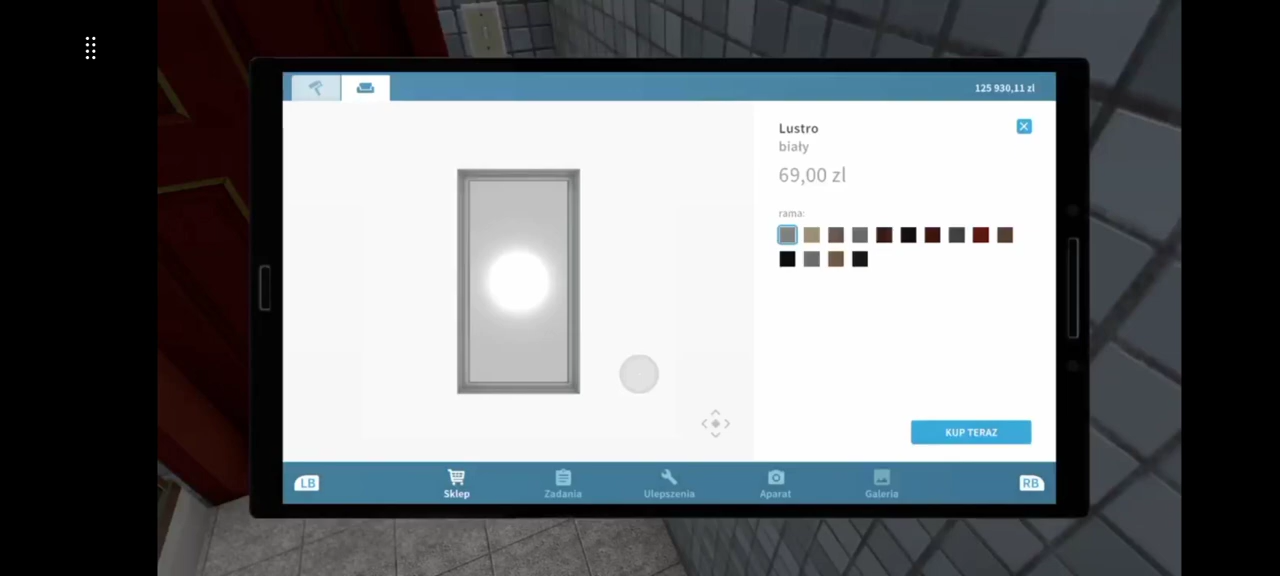 125 930,11 zl
Lustro
biały
69,00 zl
rama:
KUP TERAZ
LB
Sklep
Zadania
Ulepszenia
Aparat
Galeria
RB